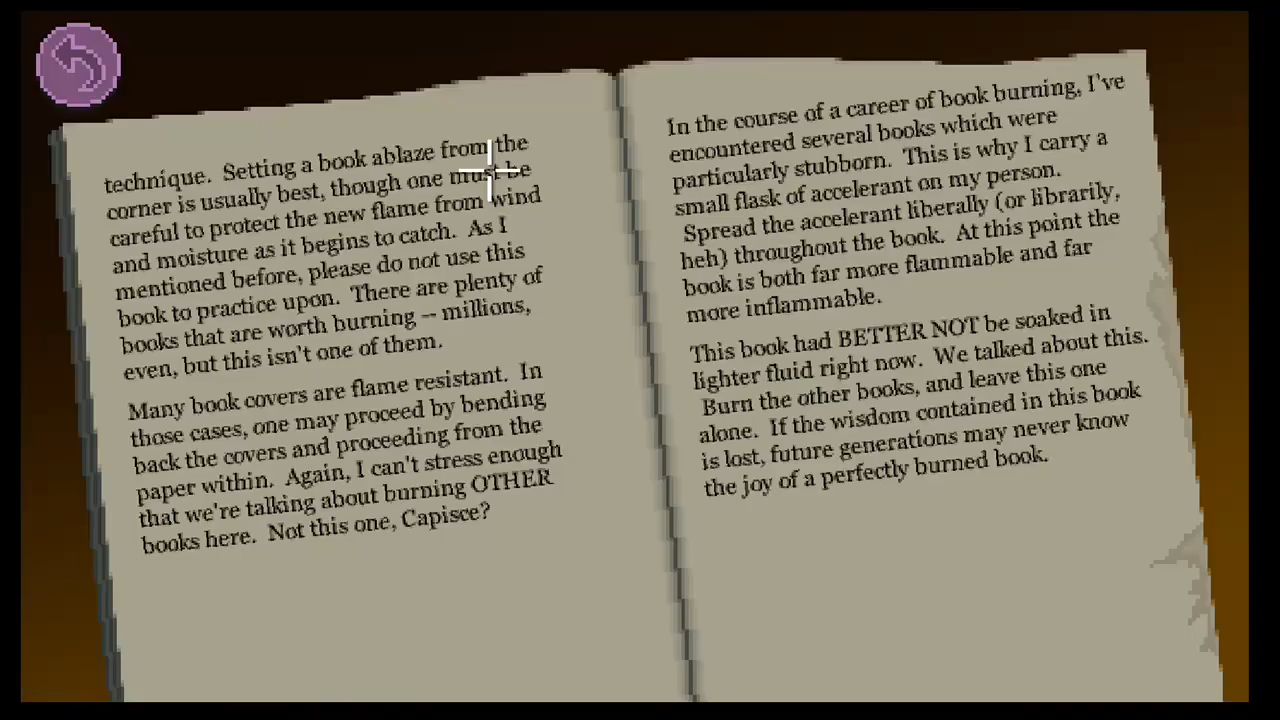 technique.  Setting a book ablaze from the
corner is usually best, though one must be
careful to protect the new flame from wind
and moisture as it begins to catch.  As I
mentioned before, please do not use this
book to practice upon.  There are plenty of
books that are worth burning -- millions,
even, but this isn't one of them.
Many book covers are flame resistant.  In
those cases, one may proceed by bending
back the covers and proceeding from the
paper within.  Again, I can't stress enough
that we're talking about burning OTHER
books here.  Not this one, Capisce?
In the course of a career of book burning, I've
encountered several books which were
particularly stubborn.  This is why I carry a
small flask of accelerant on my person.
Spread the accelerant liberally (or librarily,
heh) throughout the book.  At this point the
book is both far more flammable and far
more inflammable.
This book had BETTER NOT be soaked in
lighter fluid right now.  We talked about this.
Burn the other books, and leave this one
alone.  If the wisdom contained in this book
is lost, future generations may never know
the joy of a perfectly burned book.